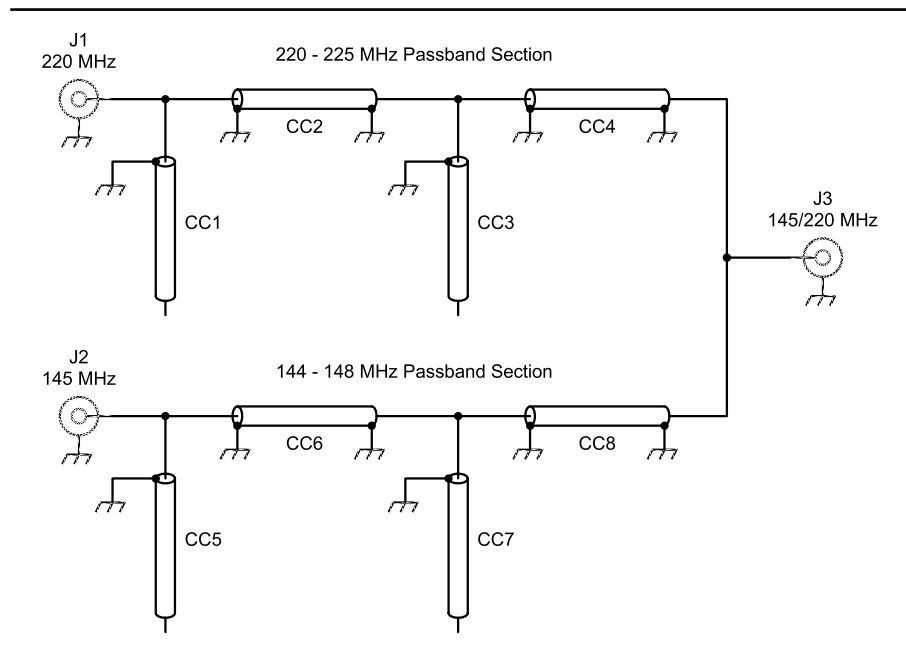 J1
220 MHz
220 - 225 MHz Passband Section
CC2
CC4
CC1
CC3
J3
145/220 MHz
J2
145 MHz
144 - 148 MHz Passband Section
CC6
CC8
CC5
CC7